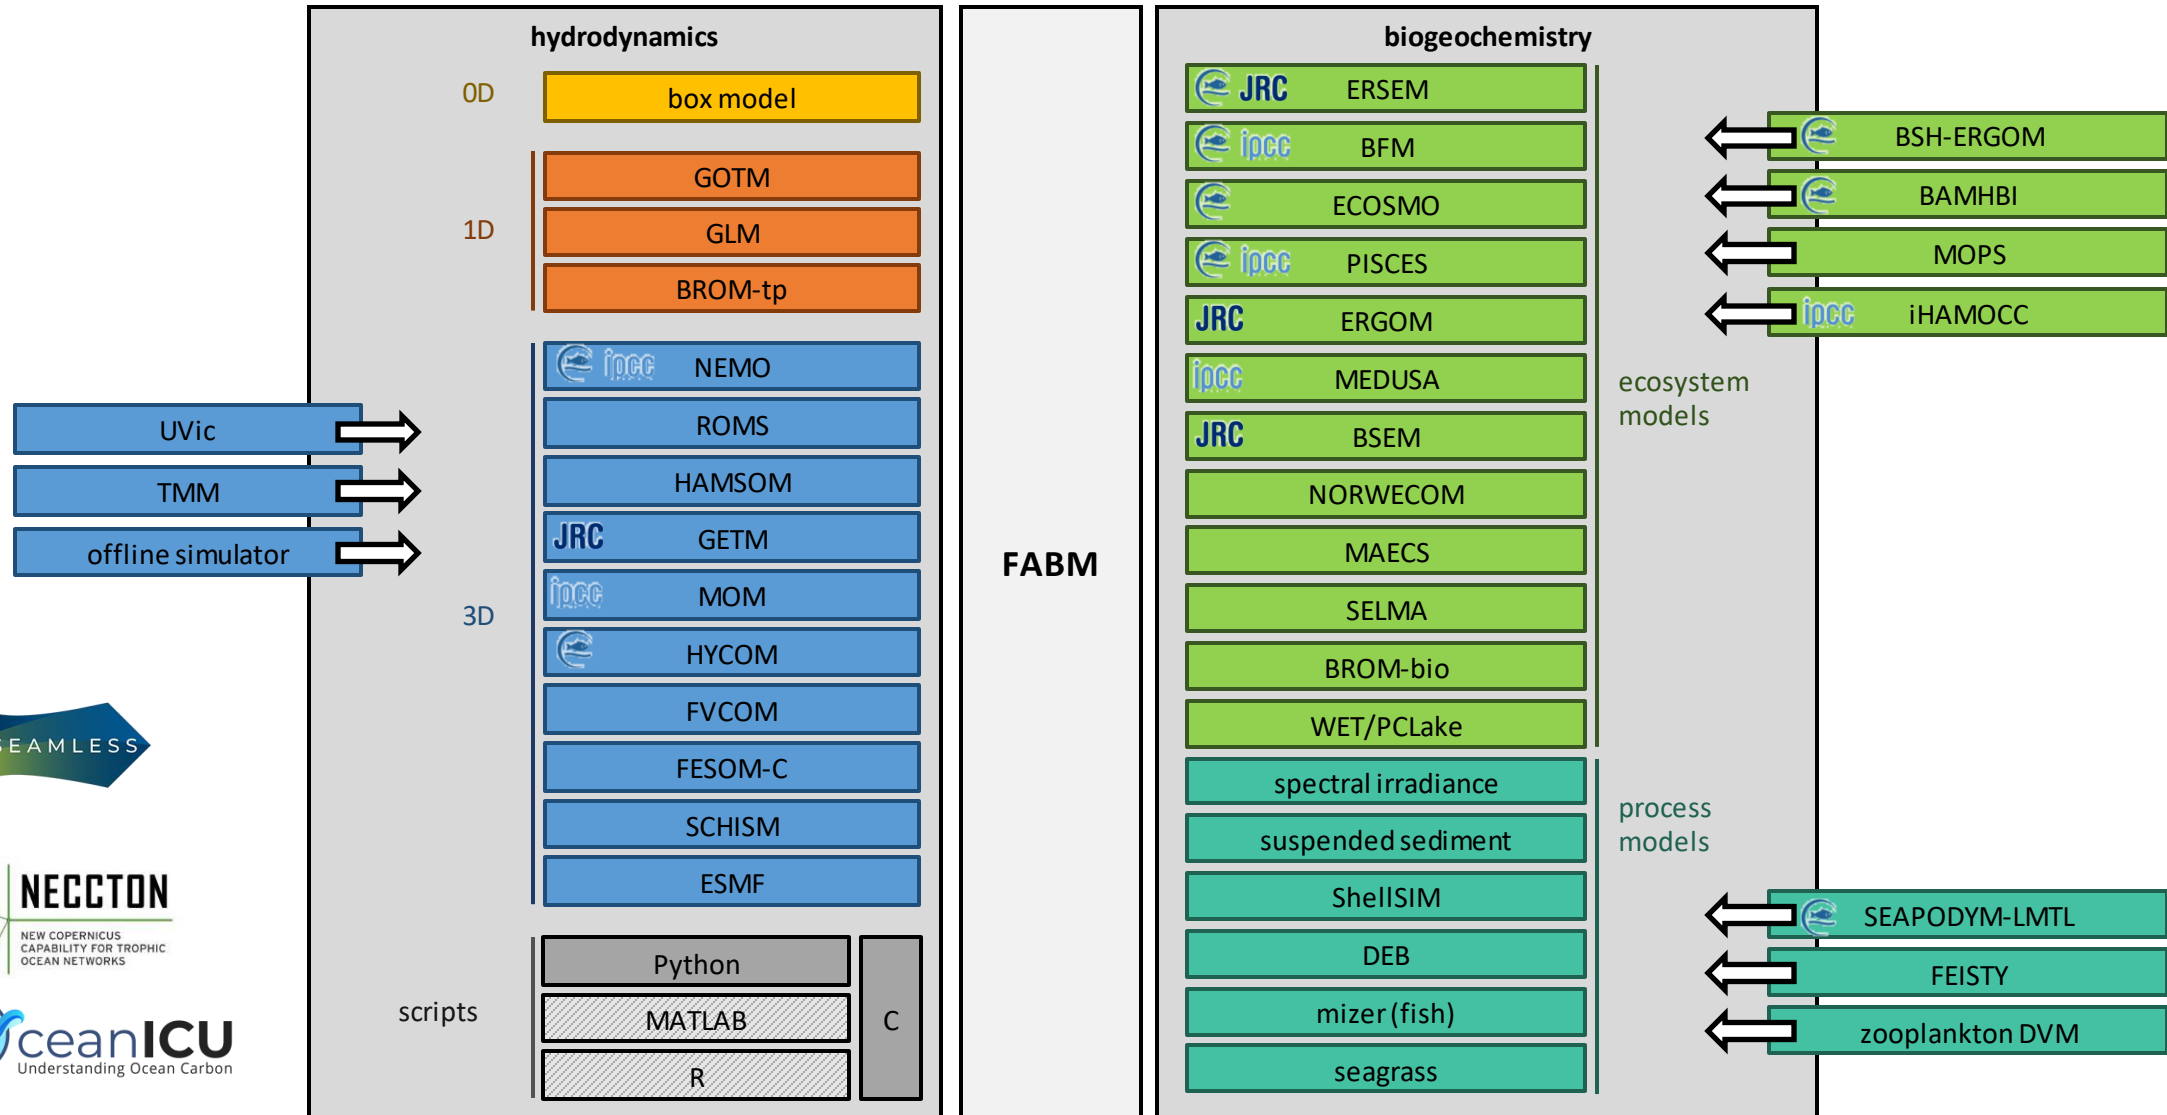 hydrodynamics
0D
box model
1D
GOTM
GLM
BROM-tp
3D
ipcc NEMO
ROMS
HAMSOM
JRC GETM
ipcc MOM
HYCOM
FVCOM
FESOM-C
SCHISM
ESMF
scripts
Python
MATLAB
R
C
UVic
TMM
offline simulator
SEAMLESS
NECCTON
NEW COPERNICUS
CAPABILITY FOR TROPHIC
OCEAN NETWORKS
OceanICU
Understanding Ocean Carbon
FABM
biogeochemistry
JRC ERSEM
ipcc BFM
ECOSMO
ipcc PISCES
JRC ERGOM
ipcc MEDUSA
JRC BSEM
NORWECOM
MAECS
SELMA
BROM-bio
WET/PCLake
ecosystem
models
spectral irradiance
suspended sediment
ShellSIM
DEB
mizer (fish)
seagrass
process
models
BSH-ERGOM
BAMHBI
MOPS
ipcc iHAMOCC
SEAPODYM-LMTL
FEISTY
zooplankton DVM